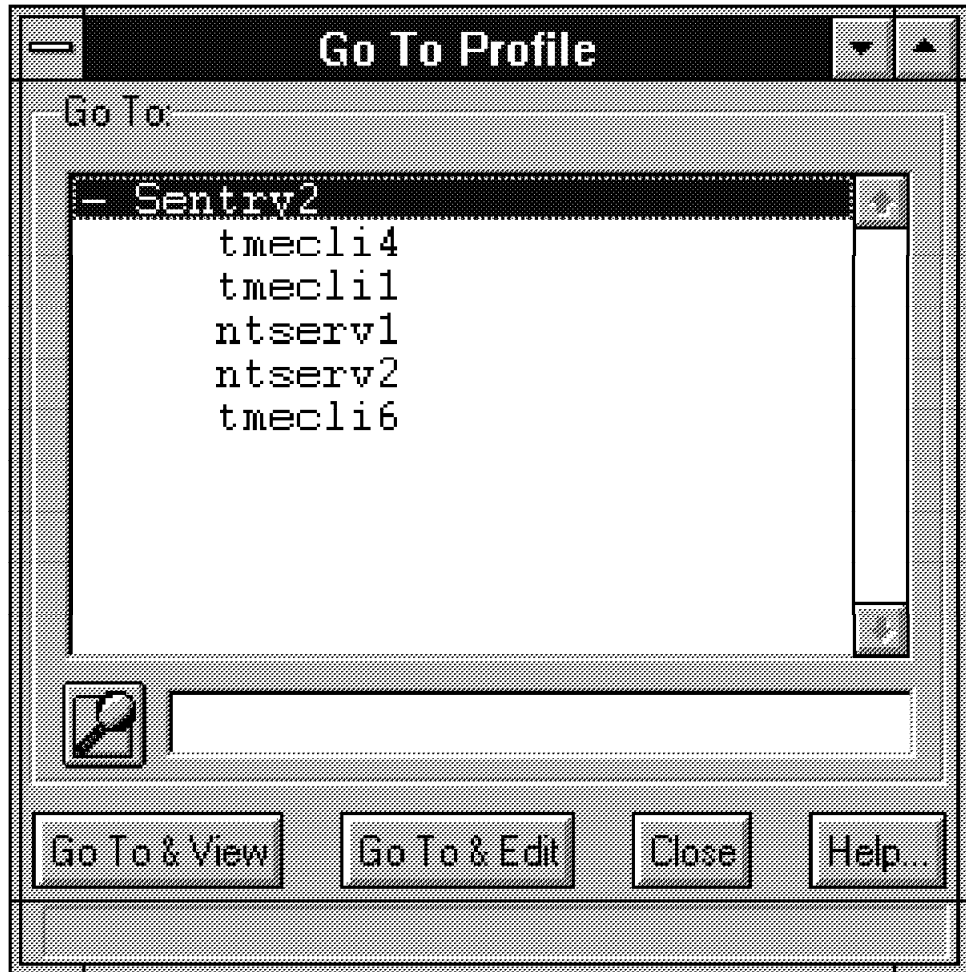 Go To Profile
Go To:
– Sentry2
tmecli4
tmecli1
ntserv1
ntserv2
tmecli6
Go To & View Go To & Edit Close Help...